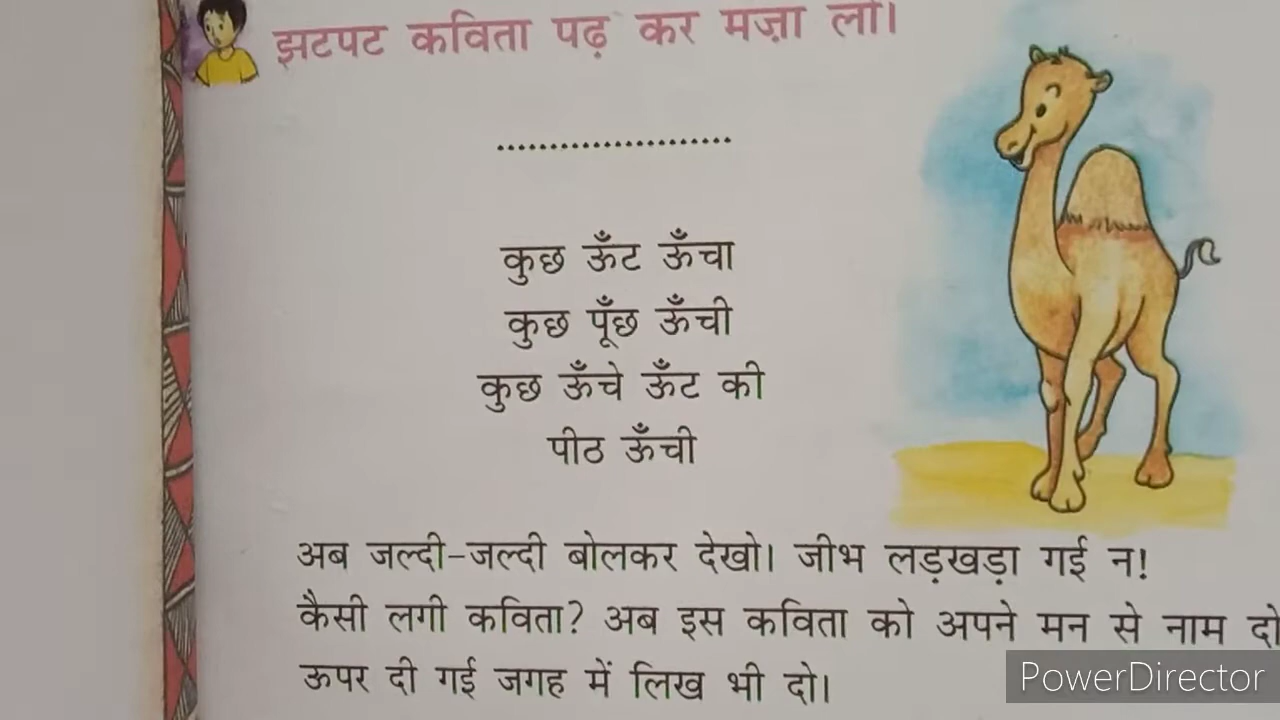 झटपट कविता पढ़ कर मज़ा लो।
.......................
कुछ ऊँट ऊँचा
कुछ पूँछ ऊँची
कुछ ऊँचे ऊँट की
पीठ ऊँची
अब जल्दी-जल्दी बोलकर देखो। जीभ लड़खड़ा गई न!
कैसी लगी कविता? अब इस कविता को अपने मन से नाम दो
ऊपर दी गई जगह में लिख भी दो।
PowerDirector